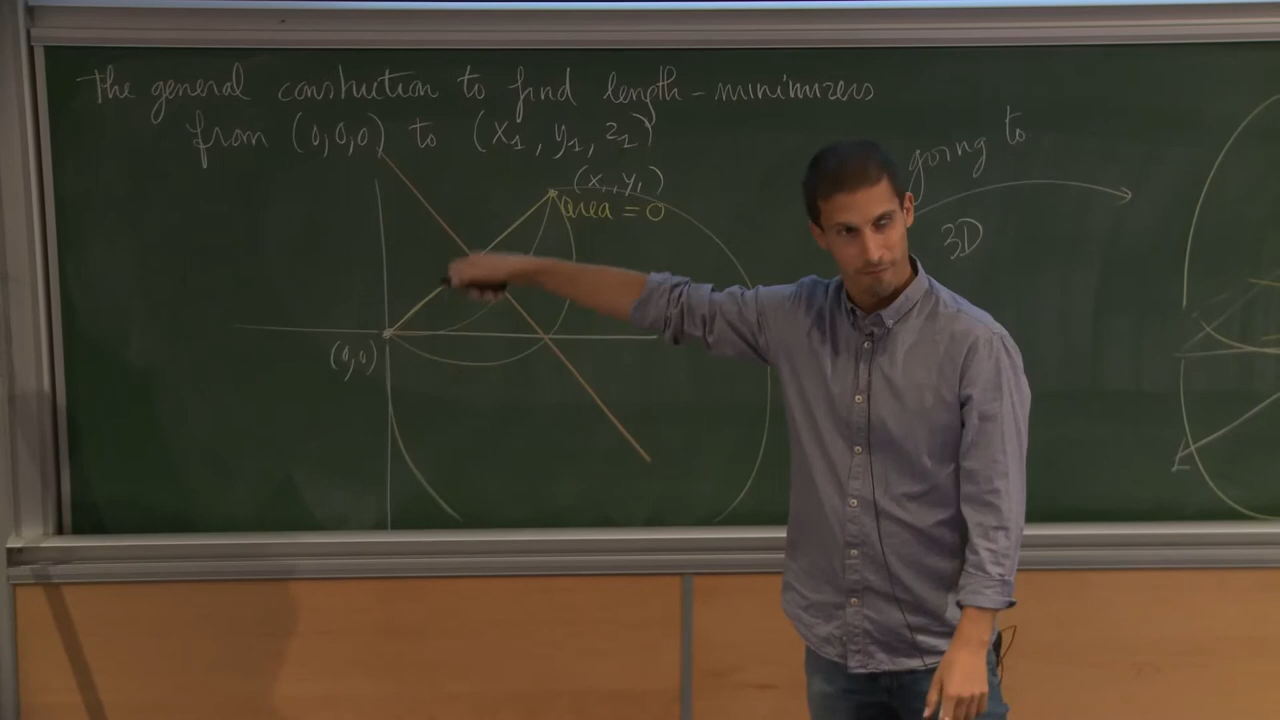 The general construction to find length-minimizers
from (0,0,0) to (x₁, y₁, z₁)
(x₁, y₁)
area = 0
(0,0)
going to
3D